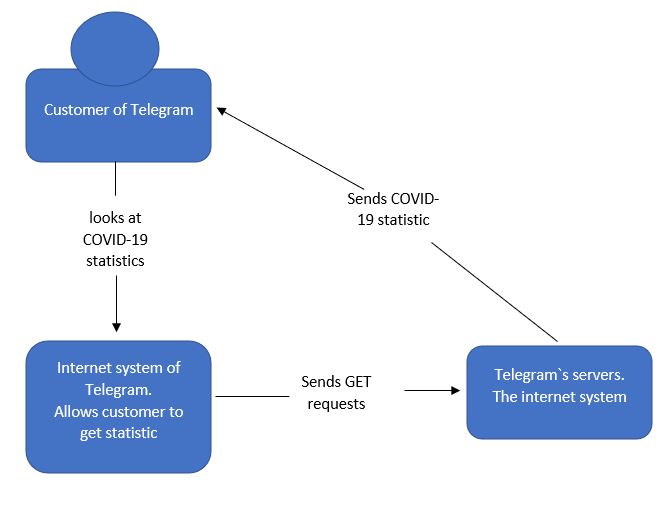 Customer of Telegram
looks at
COVID-19
statistics
Sends COVID-
19 statistic
Internet system of
Telegram.
Allows customer to
get statistic
Sends GET
requests
Telegram`s servers.
The internet system